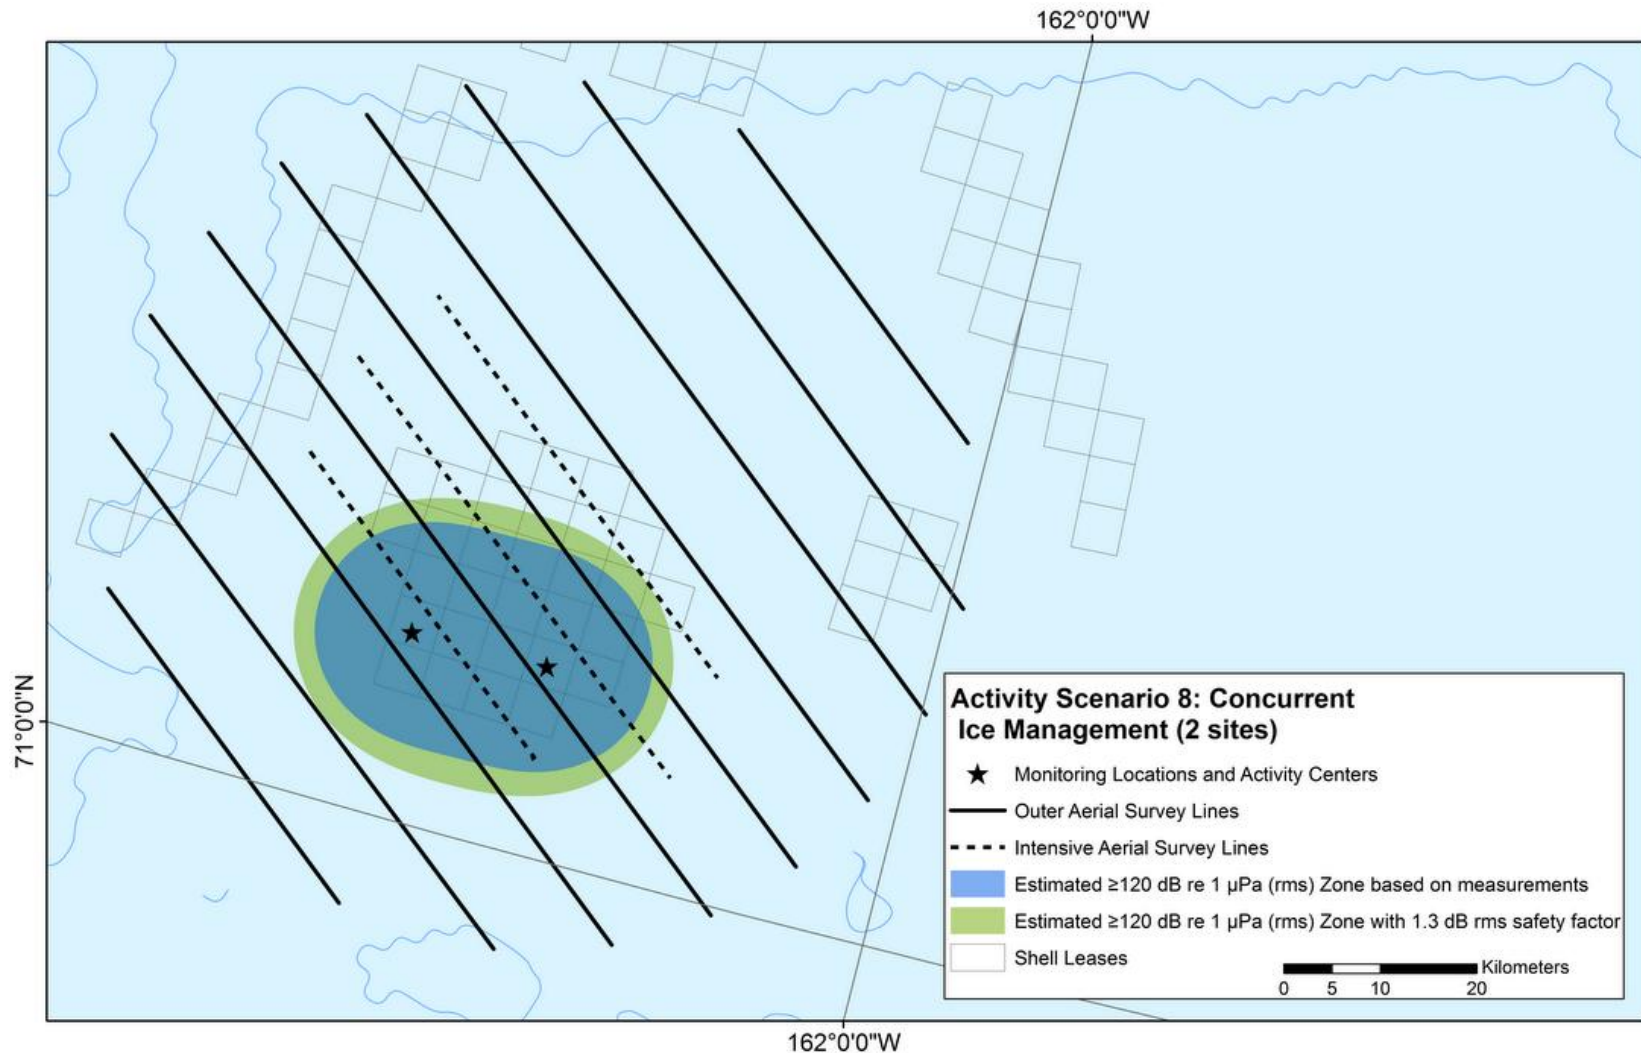 162°0'0"W
71°0'0"N
Activity Scenario 8: Concurrent
Ice Management (2 sites)
Monitoring Locations and Activity Centers
Outer Aerial Survey Lines
Intensive Aerial Survey Lines
Estimated ≥120 dB re 1 µPa (rms) Zone based on measurements
Estimated ≥120 dB re 1 µPa (rms) Zone with 1.3 dB rms safety factor
Shell Leases
Kilometers
0 5 10 20
162°0'0"W